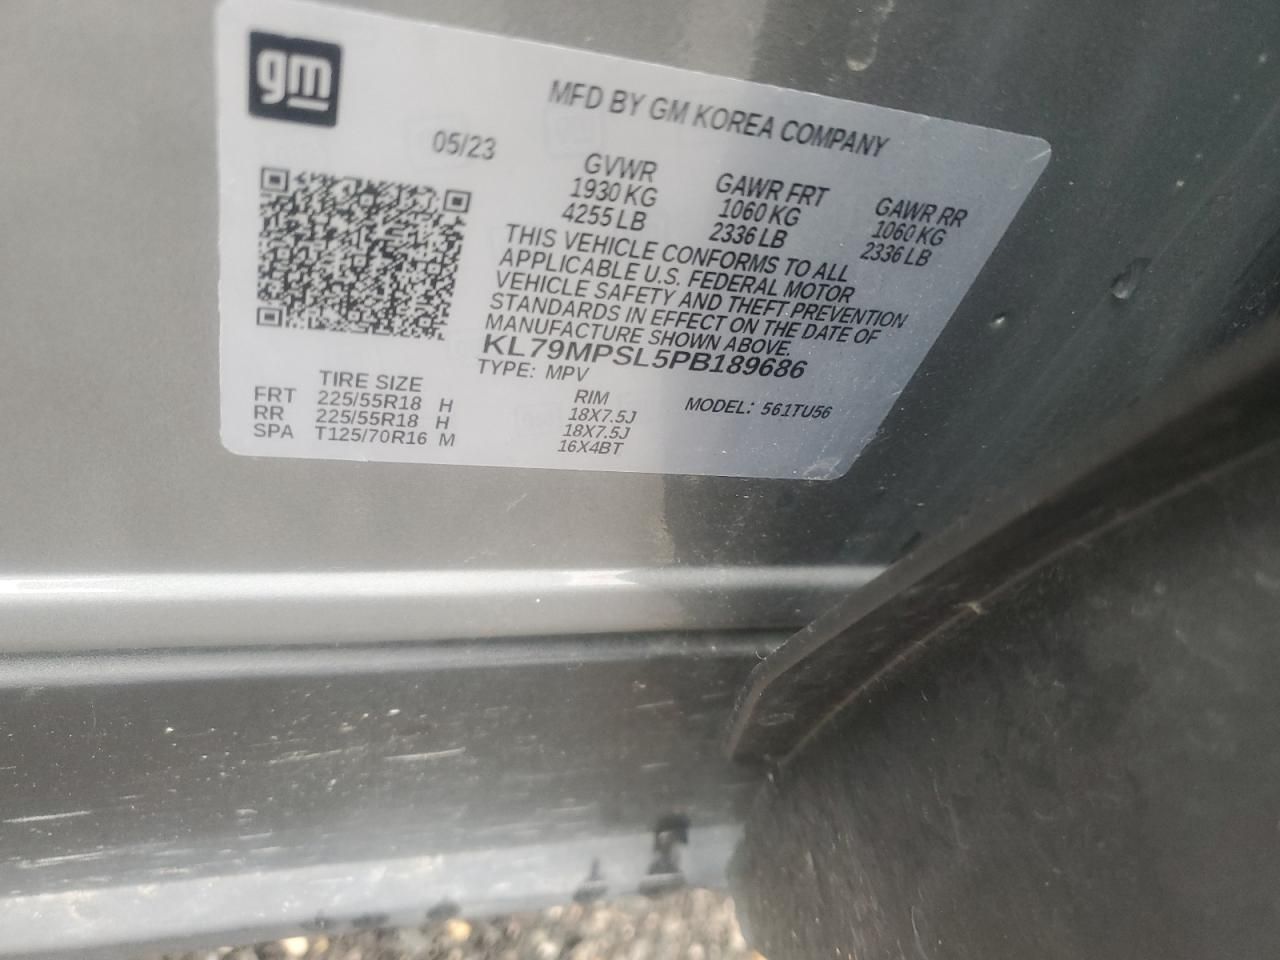 gm
MFD BY GM KOREA COMPANY
05/23
GVWR GAWR FRT GAWR RR
1930 KG 1060 KG 1060 KG
4255 LB 2336 LB 2336 LB
THIS VEHICLE CONFORMS TO ALL
APPLICABLE U.S. FEDERAL MOTOR
VEHICLE SAFETY AND THEFT PREVENTION
STANDARDS IN EFFECT ON THE DATE OF
MANUFACTURE SHOWN ABOVE.
KL79MPSL5PB189686
TYPE: MPV
TIRE SIZE RIM MODEL: 561TU56
FRT 225/55R18 H 18X7.5J
RR 225/55R18 H 18X7.5J
SPA T125/70R16 M 16X4BT